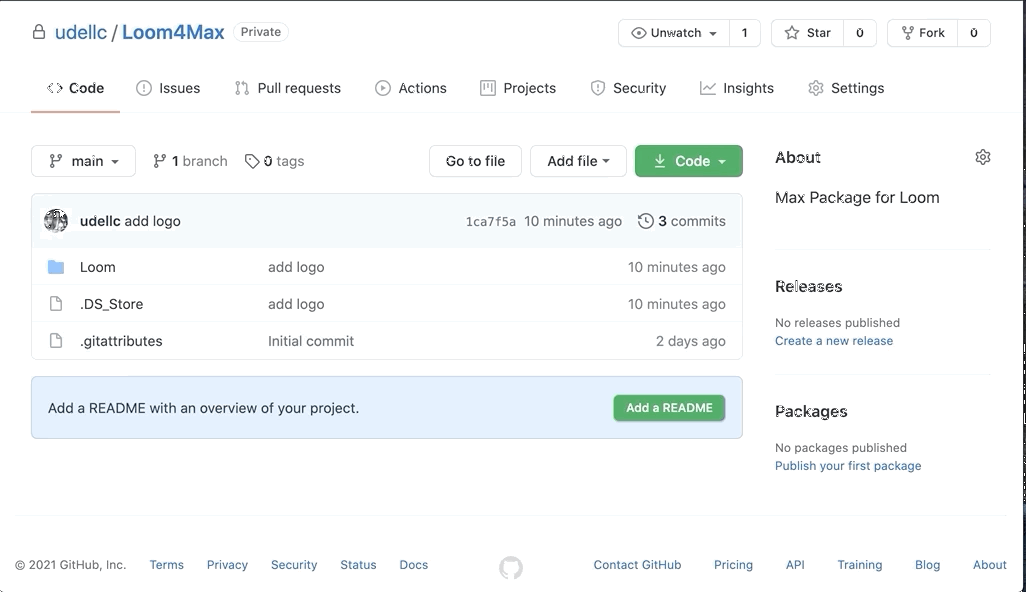 udellc / Loom4Max Private Unwatch 1 Star 0 Fork 0
Code Issues Pull requests Actions Projects Security Insights Settings
main 1 branch 0 tags Go to file Add file Code
About
Max Package for Loom
udellc add logo 1ca7f5a 10 minutes ago 3 commits
Loom add logo 10 minutes ago
.DS_Store add logo 10 minutes ago
.gitattributes Initial commit 2 days ago
Releases
No releases published
Create a new release
Add a README with an overview of your project. Add a README
Packages
No packages published
Publish your first package
© 2021 GitHub, Inc. Terms Privacy Security Status Docs Contact GitHub Pricing API Training Blog About